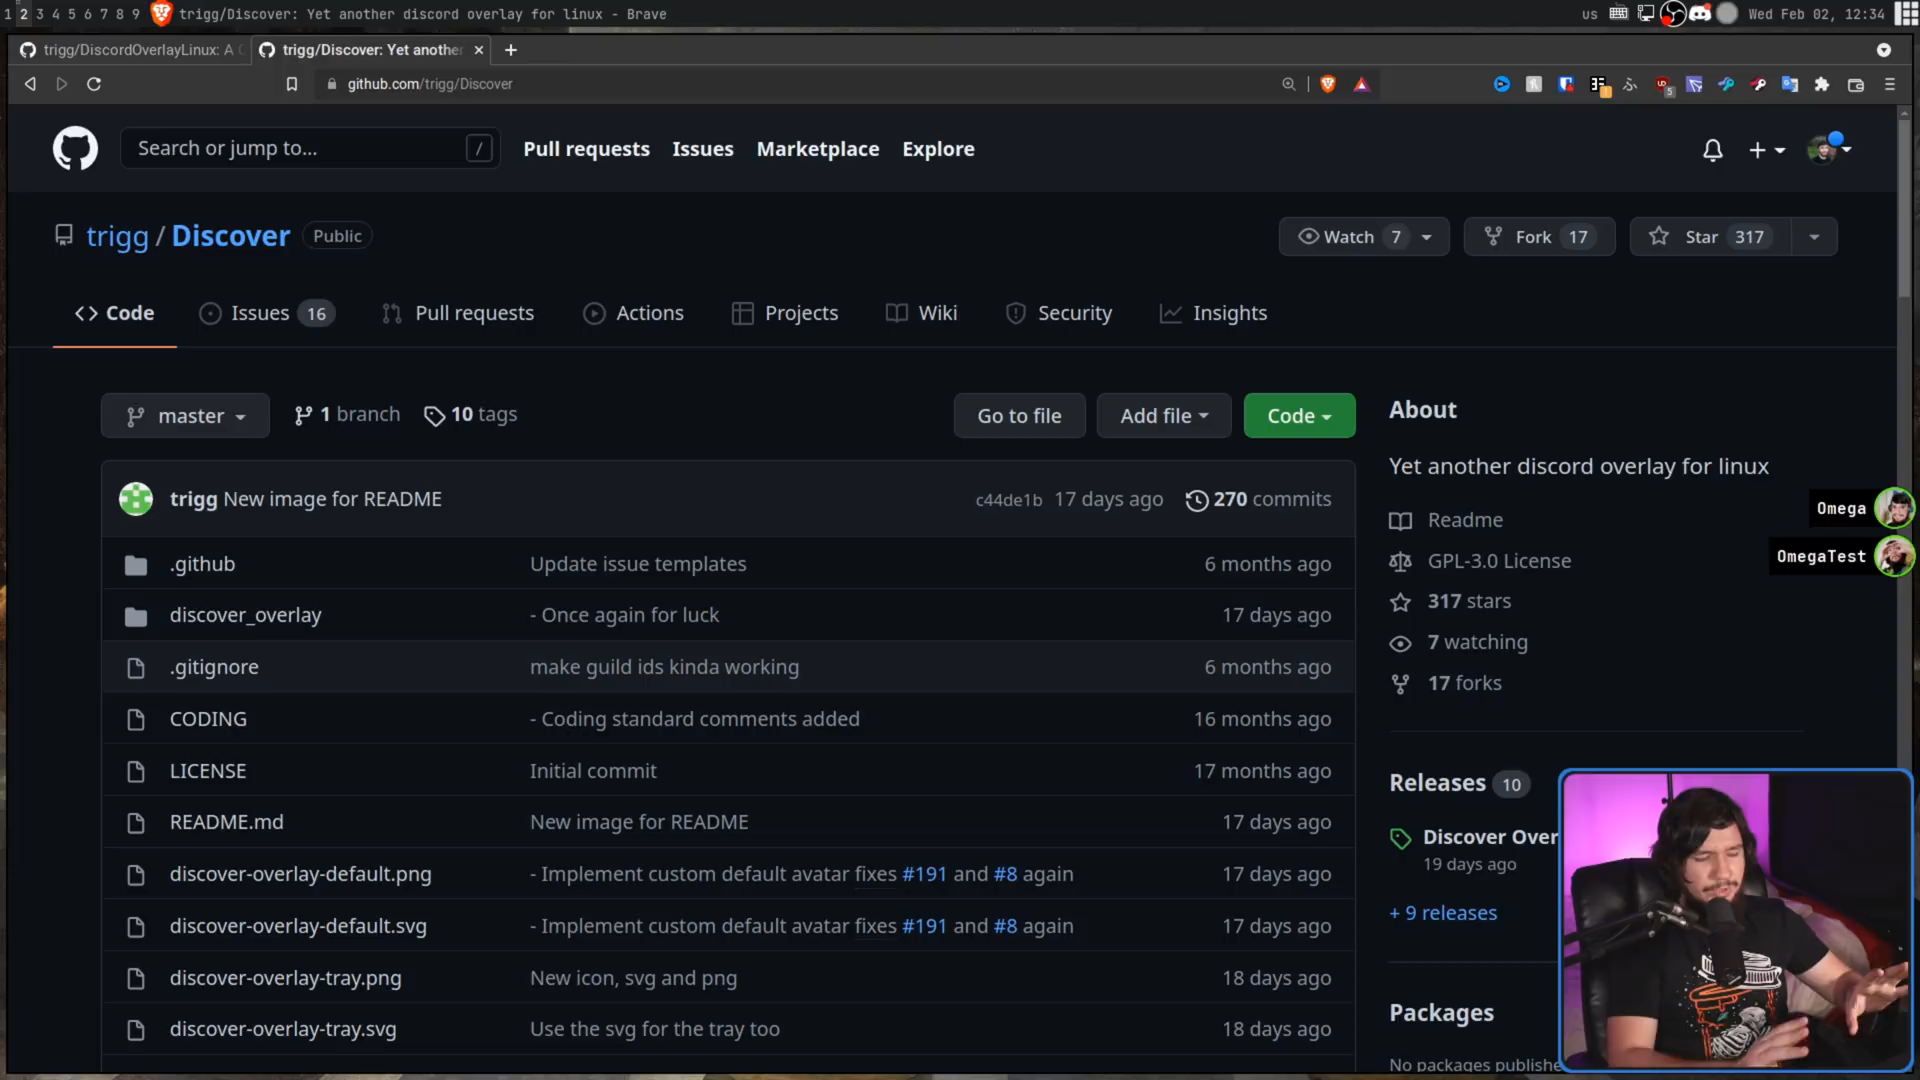 1 2 3 4 5 6 7 8 9 trigg/Discover: Yet another discord overlay for linux - Brave us Wed Feb 02, 12:34
trigg/DiscordOverlayLinux: A trigg/Discover: Yet another
github.com/trigg/Discover
Search or jump to... / Pull requests Issues Marketplace Explore
trigg / Discover Public Watch 7 Fork 17 Star 317
Code Issues 16 Pull requests Actions Projects Wiki Security Insights
master 1 branch 10 tags Go to file Add file Code
About
Yet another discord overlay for linux
trigg New image for README c44de1b 17 days ago 270 commits
Omega
Readme
OmegaTest
GPL-3.0 License
317 stars
7 watching
17 forks
.github Update issue templates 6 months ago
discover_overlay - Once again for luck 17 days ago
.gitignore make guild ids kinda working 6 months ago
CODING - Coding standard comments added 16 months ago
LICENSE Initial commit 17 months ago
README.md New image for README 17 days ago
discover-overlay-default.png - Implement custom default avatar fixes #191 and #8 again 17 days ago
discover-overlay-default.svg - Implement custom default avatar fixes #191 and #8 again 17 days ago
discover-overlay-tray.png New icon, svg and png 18 days ago
discover-overlay-tray.svg Use the svg for the tray too 18 days ago
Releases 10
Discover Over
19 days ago
+ 9 releases
Packages
No packages publishe